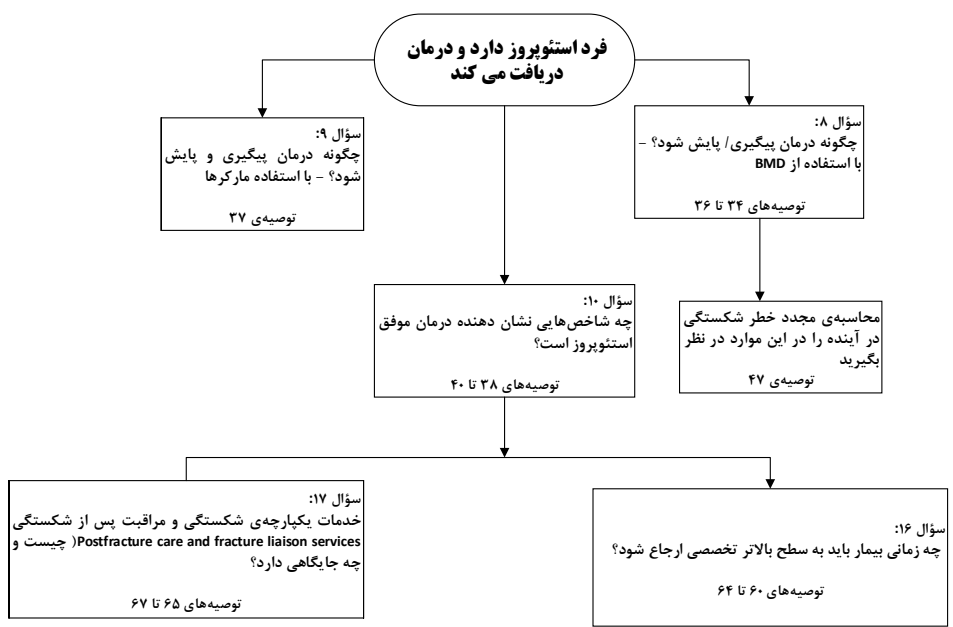 فرد استئوپروز دارد و درمان
دریافت می کند
سؤال ۸:
چگونه درمان پیگیری/ پایش شود؟ –
با استفاده از BMD
توصیه‌های ۳۴ تا ۳۶
سؤال ۹:
چگونه درمان پیگیری و پایش
شود؟ – با استفاده مارکرها
توصیه‌ی ۳۷
سؤال ۱۰:
چه شاخص‌هایی نشان دهنده درمان موفق
استئوپروز است؟
توصیه‌های ۳۸ تا ۴۰
محاسبه‌ی مجدد خطر شکستگی
در آینده را در این موارد در نظر
بگیرید
توصیه‌ی ۴۷
سؤال ۱۶:
چه زمانی بیمار باید به سطح بالاتر تخصصی ارجاع شود؟
توصیه‌های ۶۰ تا ۶۴
سؤال ۱۷:
خدمات یکپارچه‌ی شکستگی و مراقبت پس از شکستگی
Postfracture care and fracture liaison services) چیست و
چه جایگاهی دارد؟
توصیه‌های ۶۵ تا ۶۷